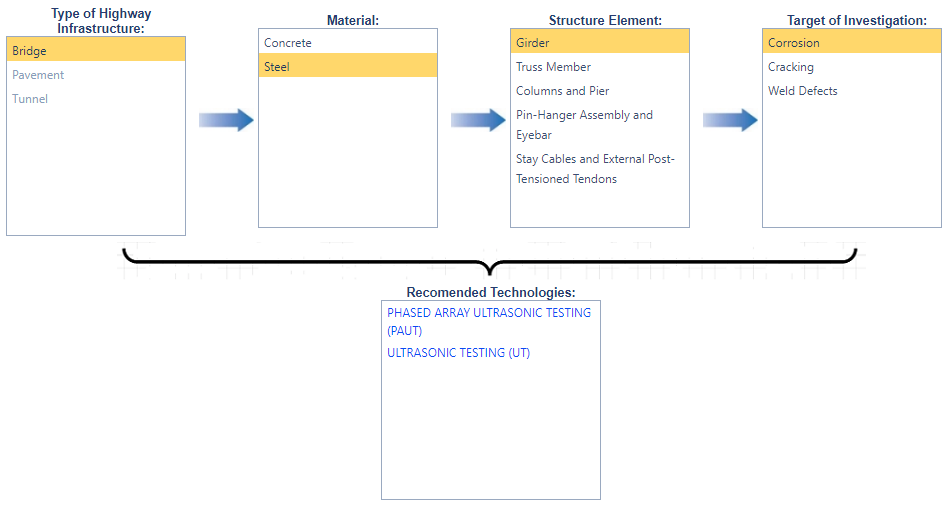 Type of Highway
Infrastructure:
Bridge
Pavement
Tunnel
Material:
Concrete
Steel
Structure Element:
Girder
Truss Member
Columns and Pier
Pin-Hanger Assembly and
Eyebar
Stay Cables and External Post-
Tensioned Tendons
Target of Investigation:
Corrosion
Cracking
Weld Defects
Recomended Technologies:
PHASED ARRAY ULTRASONIC TESTING
(PAUT)
ULTRASONIC TESTING (UT)